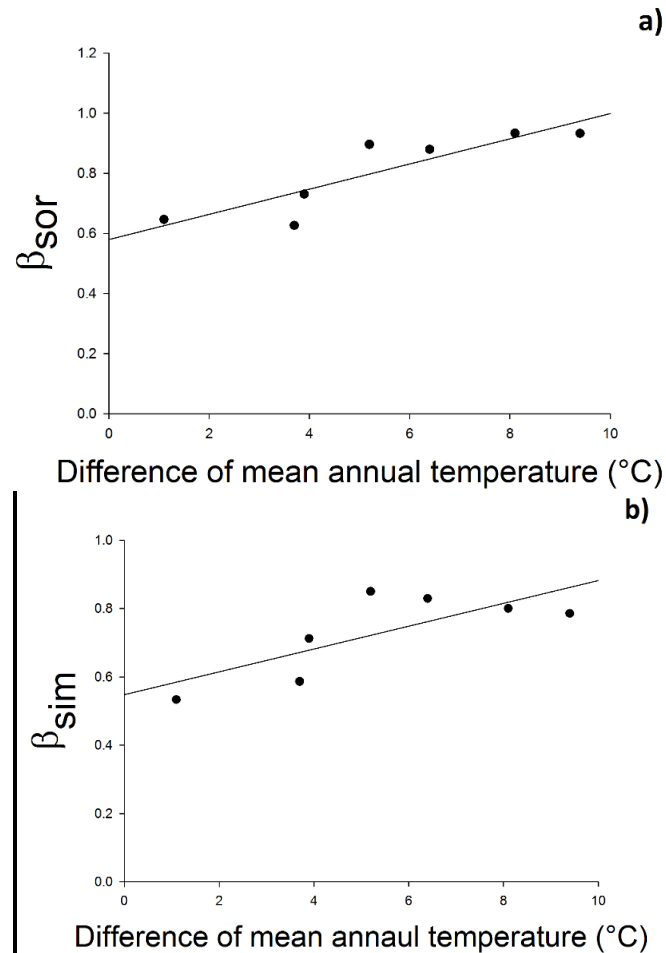 a)
1.2
1.0
0.8
0.6
0.4
0.2
0.0
βsor
0 2 4 6 8 10
Difference of mean annual temperature (°C)
b)
1.0
0.8
0.6
0.4
0.2
0.0
βsim
0 2 4 6 8 10
Difference of mean annaul temperature (°C)